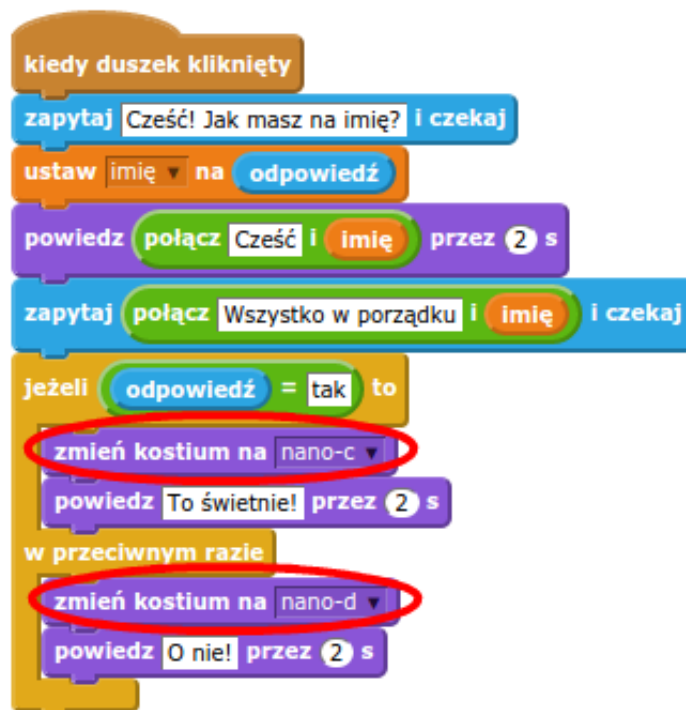 kiedy duszek kliknięty
zapytaj Cześć! Jak masz na imię? i czekaj
ustaw imię na odpowiedź
powiedz połącz Cześć i imię przez 2 s
zapytaj połącz Wszystko w porządku i imię i czekaj
jeżeli odpowiedź = tak to
zmień kostium na nano-c
powiedz To świetnie! przez 2 s
w przeciwnym razie
zmień kostium na nano-d
powiedz O nie! przez 2 s